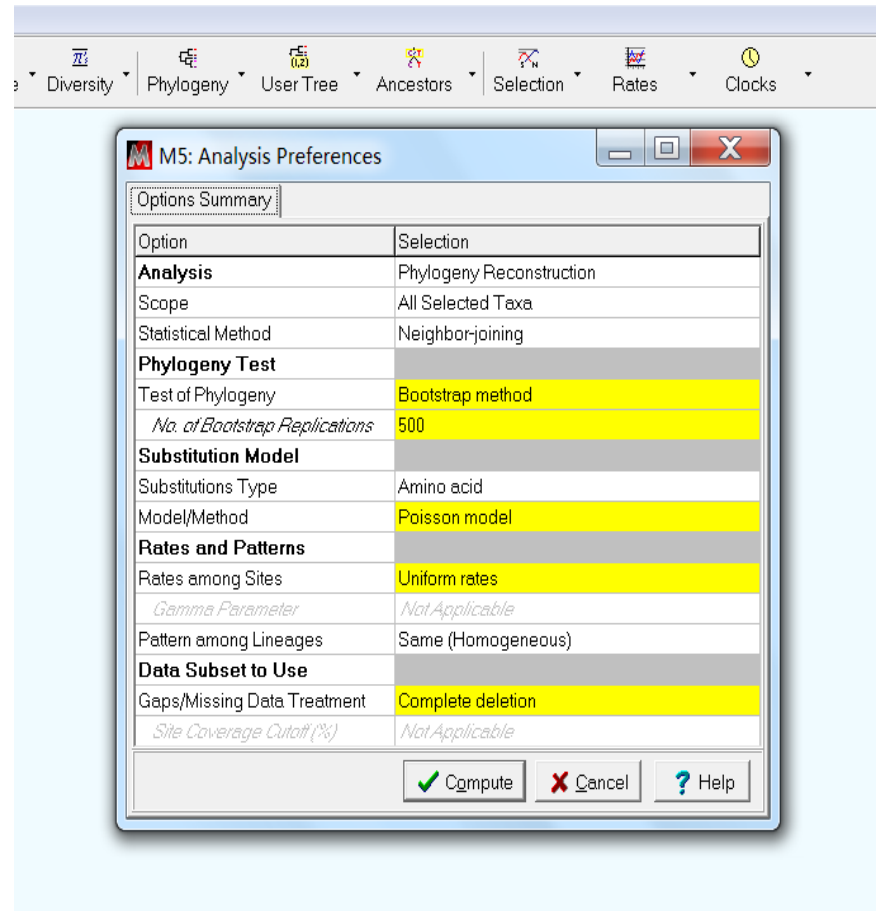 e Diversity Phylogeny User Tree Ancestors Selection Rates Clocks
M5: Analysis Preferences
Options Summary
Option Selection
Analysis Phylogeny Reconstruction
Scope All Selected Taxa
Statistical Method Neighbor-joining
Phylogeny Test
Test of Phylogeny Bootstrap method
No. of Bootstrap Replications 500
Substitution Model
Substitutions Type Amino acid
Model/Method Poisson model
Rates and Patterns
Rates among Sites Uniform rates
Gamma Parameter Not Applicable
Pattern among Lineages Same (Homogeneous)
Data Subset to Use
Gaps/Missing Data Treatment Complete deletion
Site Coverage Cutoff (%) Not Applicable
Compute Cancel Help